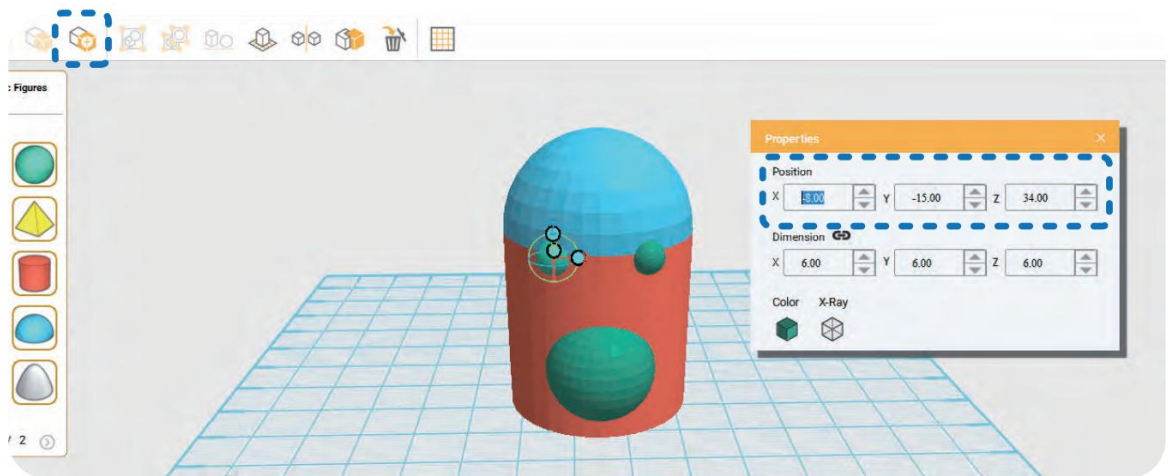 : Figures
/ 2
Properties ×
Position
X -8.00 Y -15.00 Z 34.00
Dimension
X 6.00 Y 6.00 Z 6.00
Color X-Ray